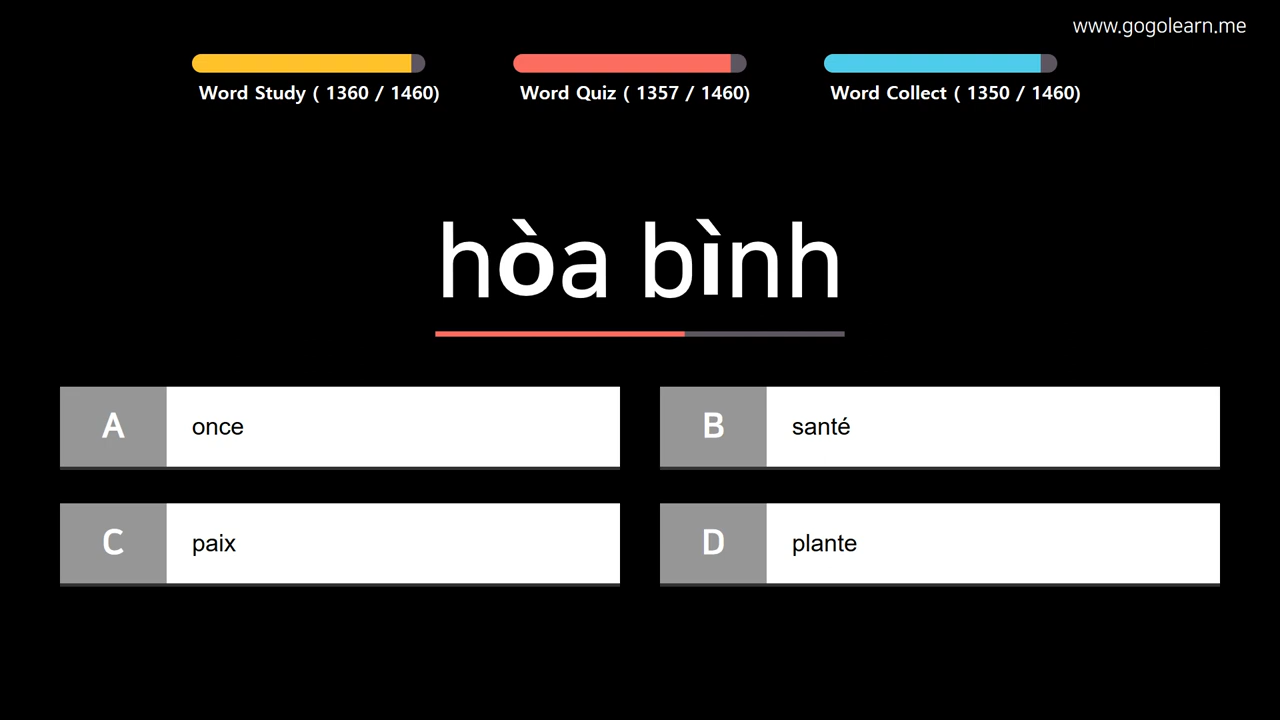 www.gogolearn.me
Word Study ( 1360 / 1460)
Word Quiz ( 1357 / 1460)
Word Collect ( 1350 / 1460)
hòa bình
A once
B santé
C paix
D plante